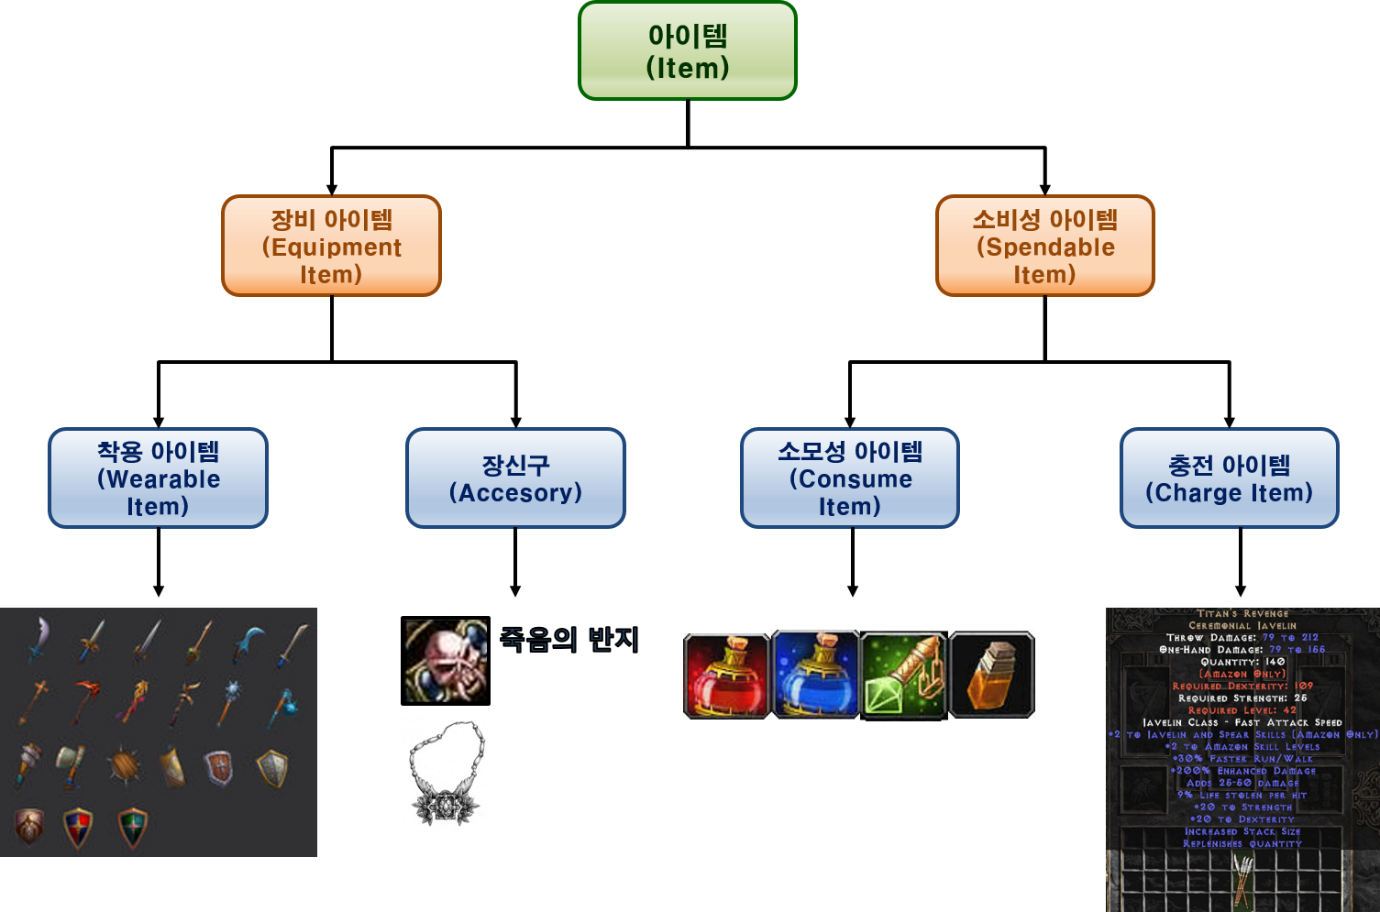 아이템
(Item)
장비 아이템
(Equipment
Item)
소비성 아이템
(Spendable
Item)
착용 아이템
(Wearable
Item)
장신구
(Accesory)
소모성 아이템
(Consume
Item)
충전 아이템
(Charge Item)
죽음의 반지
Titan's Revenge
Ceremonial Javelin
Throw Damage: 79 to 212
One-Hand Damage: 79 to 155
Quantity: 140
(Amazon Only)
Required Dexterity: 109
Required Strength: 25
Required Level: 42
Javelin Class - Fast Attack Speed
+2 to Javelin and Spear Skills (Amazon Only)
+2 to Amazon Skill Levels
+30% Faster Run/Walk
+200% Enhanced Damage
Adds 25-50 damage
9% Life stolen per hit
+20 to Strength
+20 to Dexterity
Increased Stack Size
Replenishes quantity